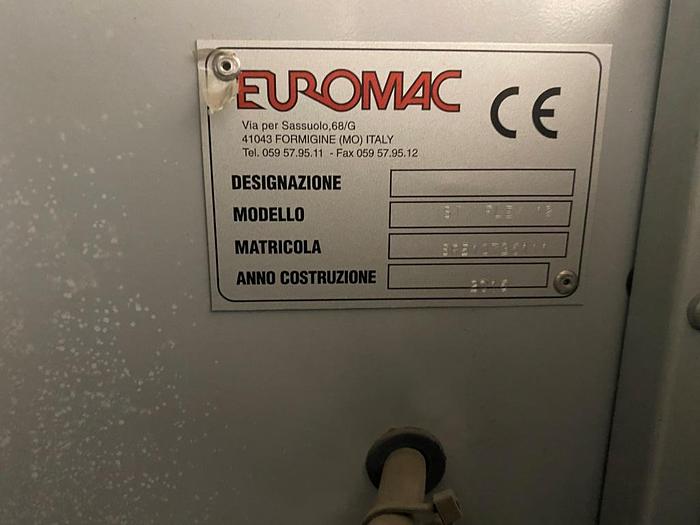 EUROMAC
CE
Via per Sassuolo,68/G
41043 FORMIGINE (MO) ITALY
Tel. 059 57.95.11 - Fax 059 57.95.12
DESIGNAZIONE
MODELLO
MATRICOLA
ANNO COSTRUZIONE